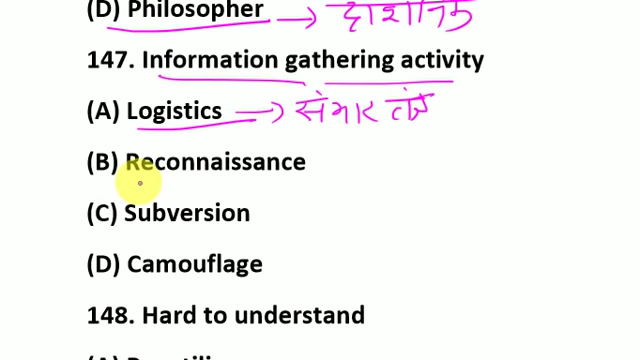 (D) Philosopher → दार्शनिक
147. Information gathering activity
(A) Logistics → संभार तंत्र
(B) Reconnaissance
(C) Subversion
(D) Camouflage
148. Hard to understand
(A)